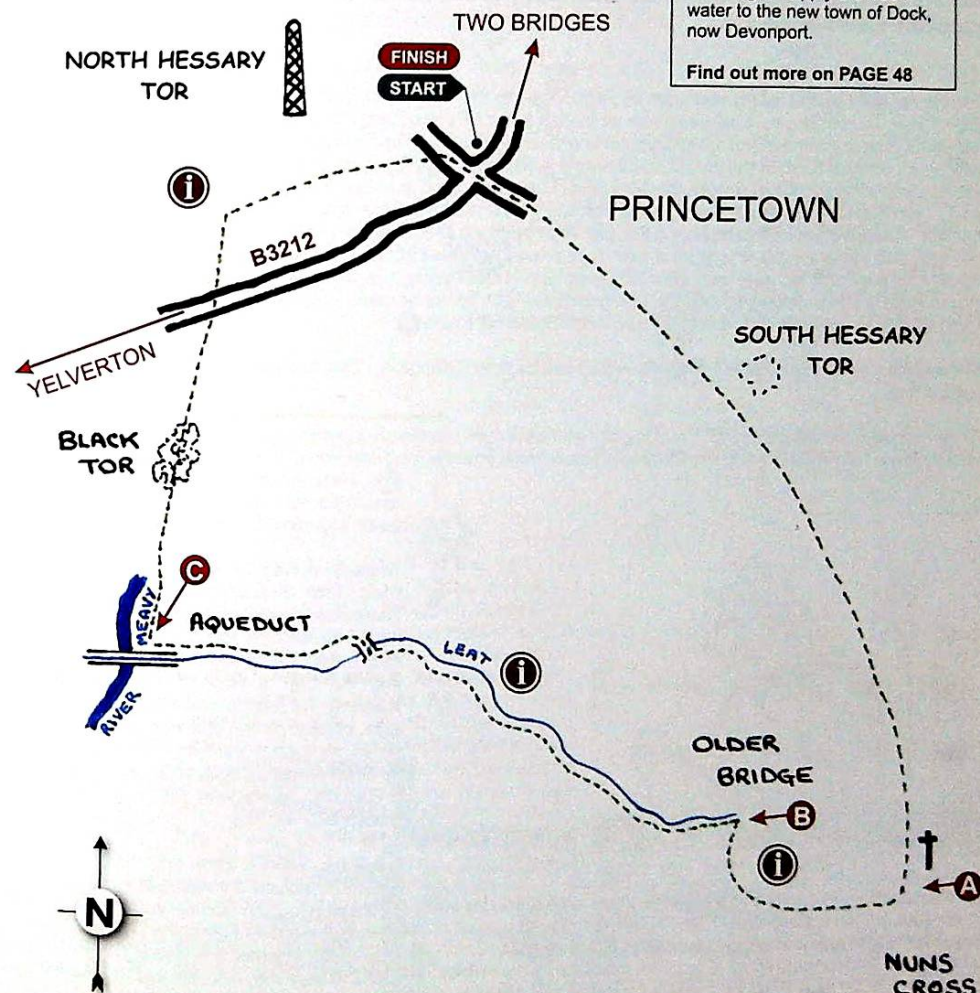 water to the new town of Dock,
now Devonport.
Find out more on PAGE 48
TWO BRIDGES
NORTH HESSARY
TOR
FINISH
START
i
PRINCETOWN
B3212
SOUTH HESSARY
TOR
YELVERTON
BLACK
TOR
C
MEAVY
AQUEDUCT
LEAT
i
RIVER
OLDER
BRIDGE
B
i
A
N
NUNS
CROSS